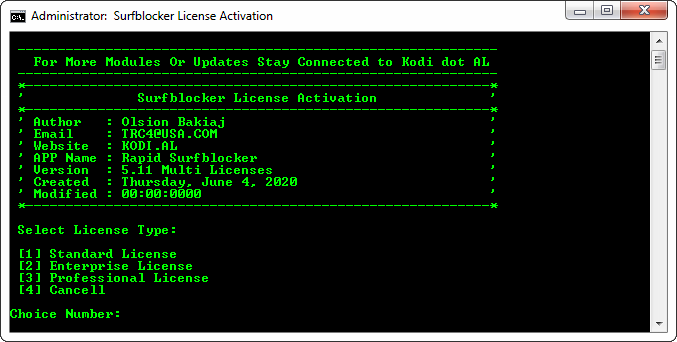 Administrator: Surfblocker License Activation
For More Modules Or Updates Stay Connected to Kodi dot AL
Surfblocker License Activation
' Author : Olsion Bakiaj '
' Email : TRC4@USA.COM '
' Website : KODI.AL '
' APP Name : Rapid Surfblocker '
' Version : 5.11 Multi Licenses '
' Created : Thursday, June 4, 2020 '
' Modified : 00:00:0000 '
Select License Type:
[1] Standard License
[2] Enterprise License
[3] Professional License
[4] Cancell
Choice Number: